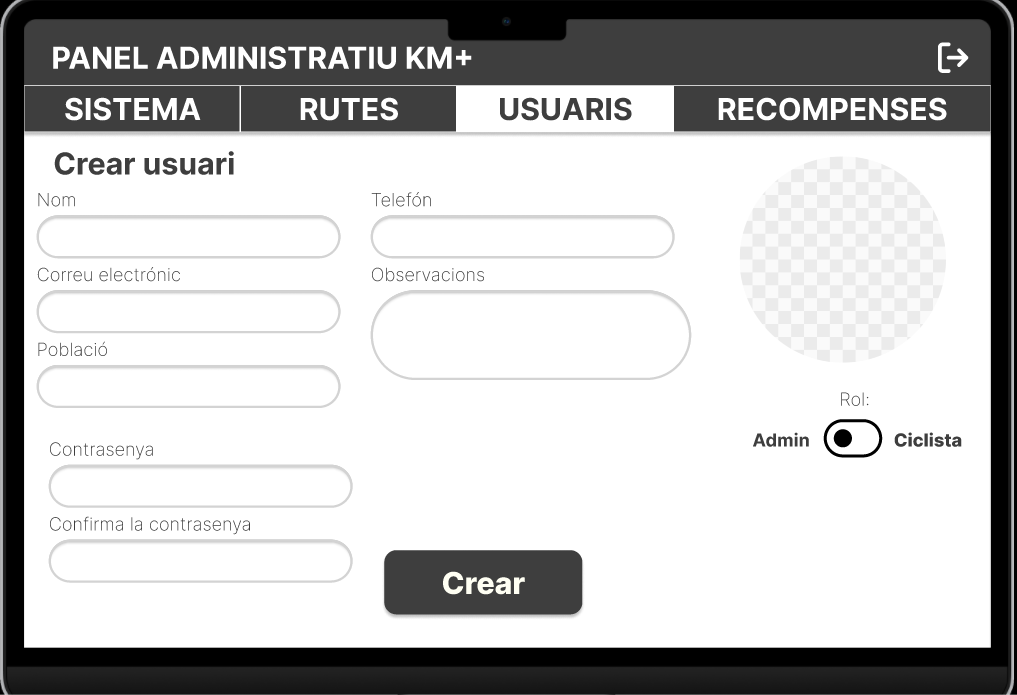 PANEL ADMINISTRATIU KM+
SISTEMA RUTES USUARIS RECOMPENSES
Crear usuari
Nom Telefón
Correu electrónic Observacions
Població
Rol:
Admin Ciclista
Contrasenya
Confirma la contrasenya
Crear